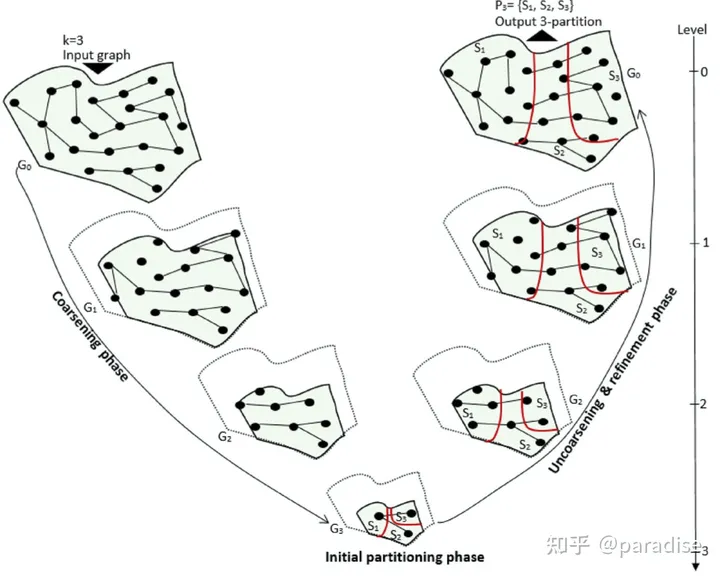 k=3
Input graph
G₀
P₃= {S₁, S₂, S₃}
Output 3-partition
Level
S₁
S₃
G₀
S₂
0
G₁
S₁
S₃
G₁
S₂
1
Coarsening phase
Uncoarsening & refinement phase
G₂
S₁
S₃
G₂
S₂
2
G₃
S₁
S₃
S₂
3
Initial partitioning phase
知乎 @paradise